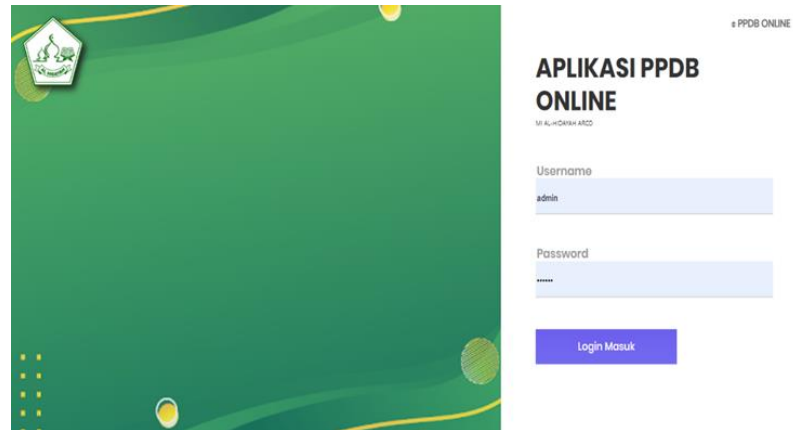 PPDB ONLINE
APLIKASI PPDB
ONLINE
MI AL-HIDAYAH ARCO
Username
admin
Password
••••••
Login Masuk